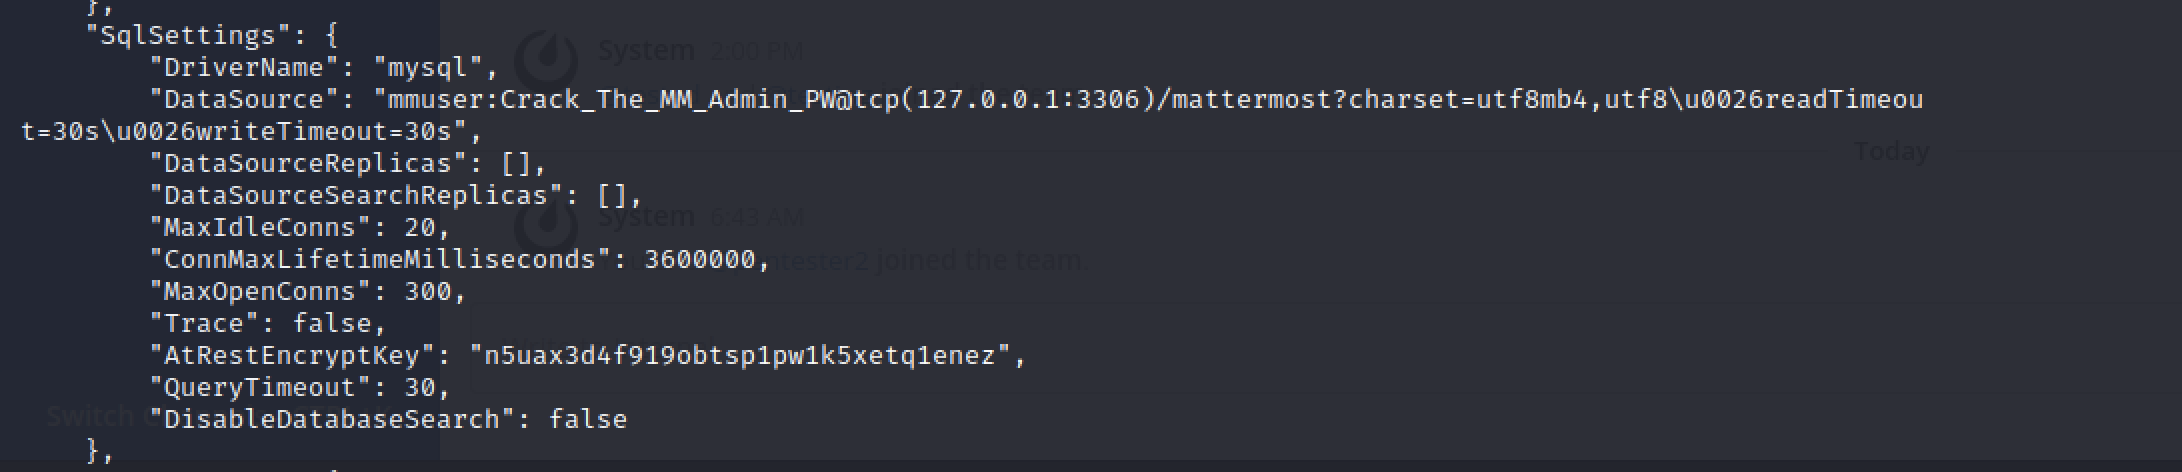 },
"SqlSettings": {
System 2:00 PM
"DriverName": "mysql",
"DataSource": "mmuser:Crack_The_MM_Admin_PW@tcp(127.0.0.1:3306)/mattermost?charset=utf8mb4,utf8\u0026readTimeou
t=30s\u0026writeTimeout=30s",
Today
"DataSourceReplicas": [],
"DataSourceSearchReplicas": [],
System 6:43 AM
"MaxIdleConns": 20,
"ConnMaxLifetimeMilliseconds": 3600000,
joined the team.
"MaxOpenConns": 300,
"Trace": false,
"AtRestEncryptKey": "n5uax3d4f919obtsp1pw1k5xetq1enez",
"QueryTimeout": 30,
Switch
"DisableDatabaseSearch": false
},